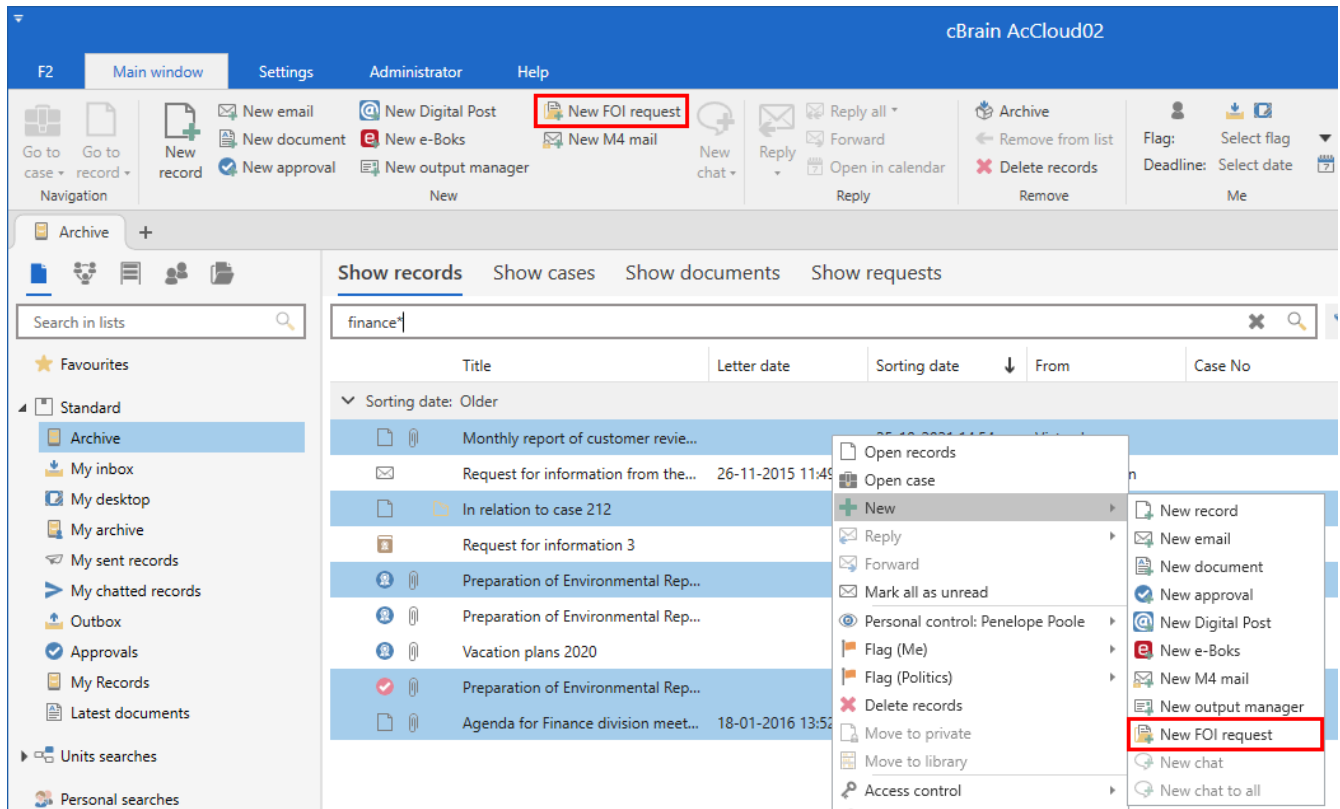 cBrain AcCloud02
F2 Main window Settings Administrator Help
New email New Digital Post New FOI request Reply all Archive
New document New e-Boks New M4 mail Forward Remove from list Flag: Select flag
Go to case Go to record New record New approval New output manager New chat Reply Open in calendar Delete records Deadline: Select date 7
Navigation New Reply Remove Me
Archive +
Show records Show cases Show documents Show requests
Search in lists
finance*
Favourites
Title Letter date Sorting date From Case No
Standard
Sorting date: Older
Archive
Monthly report of customer revie...
My inbox
Request for information from the... 26-11-2015 11:49
My desktop
In relation to case 212
My archive
Request for information 3
My sent records
Preparation of Environmental Rep...
My chatted records
Preparation of Environmental Rep...
Outbox
Approvals
Vacation plans 2020
My Records
Preparation of Environmental Rep...
Latest documents
Agenda for Finance division meet... 18-01-2016 13:52
Units searches
Personal searches
Open records
Open case
New
Reply
Forward
Mark all as unread
Personal control: Penelope Poole
Flag (Me)
Flag (Politics)
Delete records
Move to private
Move to library
Access control
New record
New email
New document
New approval
New Digital Post
New e-Boks
New M4 mail
New output manager
New FOI request
New chat
New chat to all